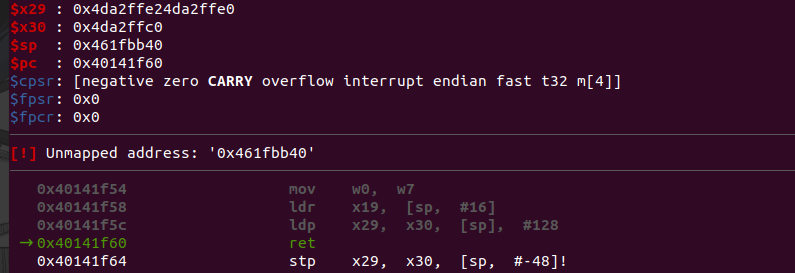 $x29 : 0x4da2ffe24da2ffe0
$x30 : 0x4da2ffc0
$sp  : 0x461fbb40
$pc  : 0x40141f60
$cpsr: [negative zero CARRY overflow interrupt endian fast t32 m[4]]
$fpsr: 0x0
$fpcr: 0x0
[!] Unmapped address: '0x461fbb40'
0x40141f54 mov w0, w7
0x40141f58 ldr x19, [sp, #16]
0x40141f5c ldp x29, x30, [sp], #128
→0x40141f60 ret
0x40141f64 stp x29, x30, [sp, #-48]!